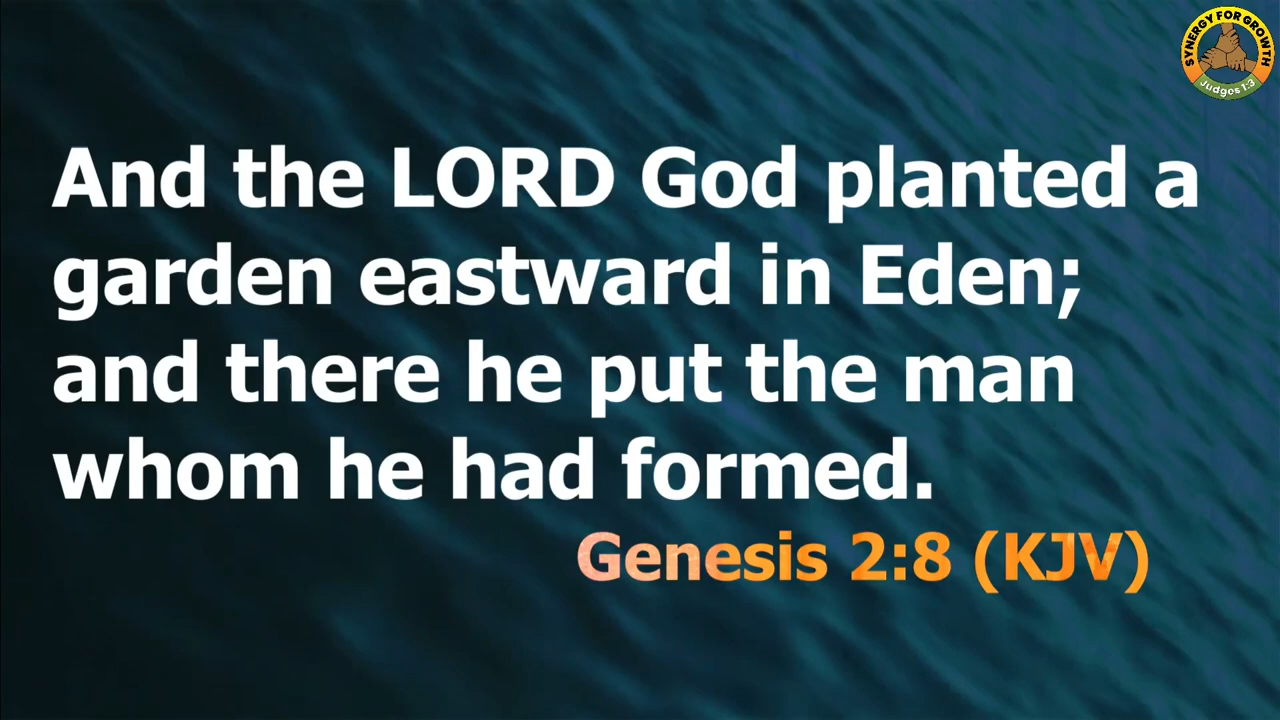 SYNERGY FOR GROWTH
Judges 1:3
And the LORD God planted a
garden eastward in Eden;
and there he put the man
whom he had formed.
Genesis 2:8 (KJV)